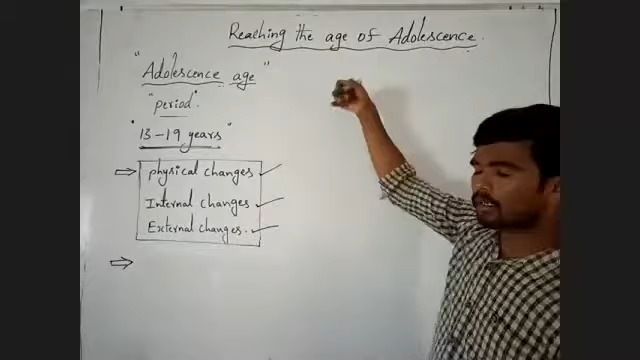 Reaching the age of Adolescence.
"Adolescence age"
"period".
"13-19 years"
⇒ physical changes ✓
Internal changes ✓
External changes. ✓
⇒